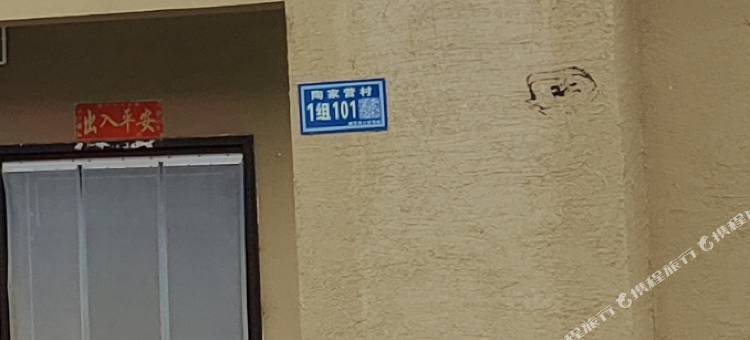 出入平安
陶家营村
1组101
携程旅行
携程旅行